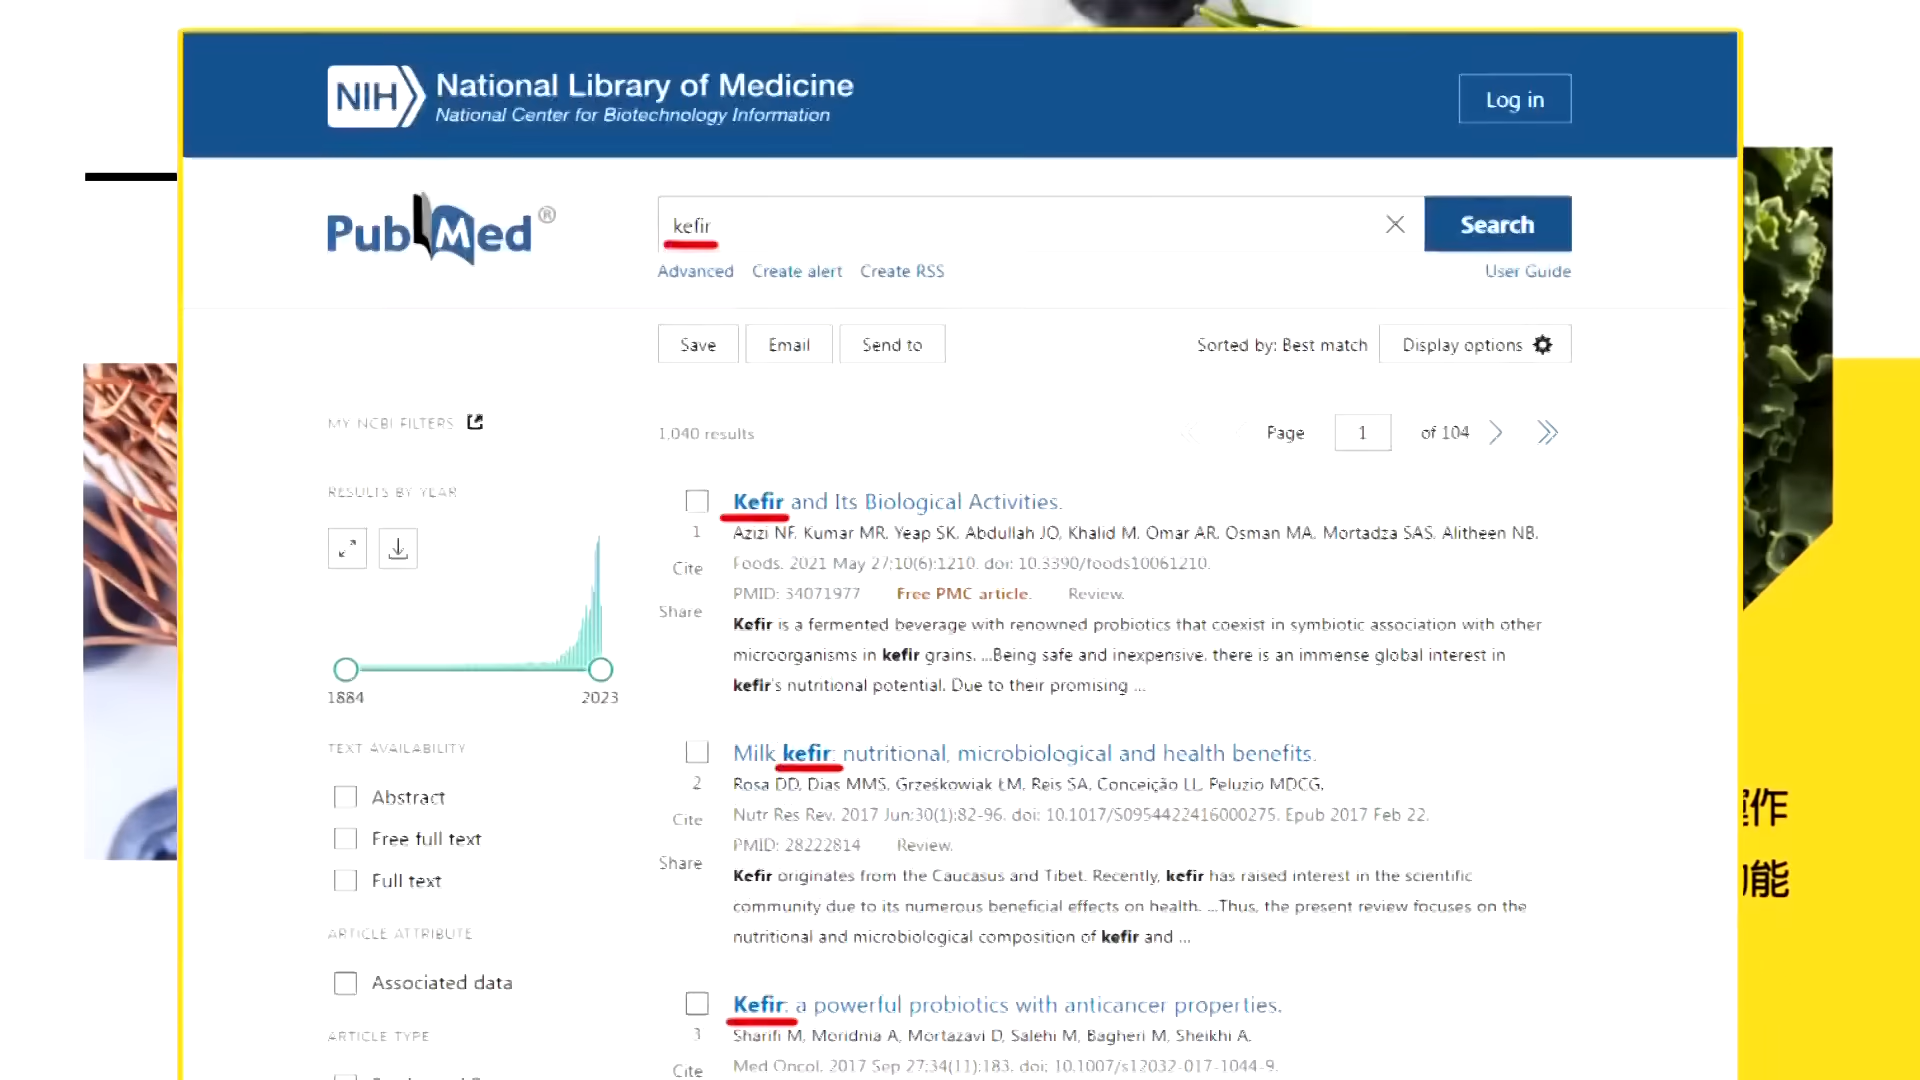 NIH National Library of Medicine
National Center for Biotechnology Information
Log in
PubMed®
kefir
Search
Advanced Create alert Create RSS
User Guide
Save Email Send to
Sorted by: Best match Display options
MY NCBI FILTERS
1,040 results
Page 1 of 104
RESULTS BY YEAR
1884 2023
TEXT AVAILABILITY
Abstract
Free full text
Full text
ARTICLE ATTRIBUTE
Associated data
ARTICLE TYPE
Kefir and Its Biological Activities.
1
Azizi NF, Kumar MR, Yeap SK, Abdullah JO, Khalid M, Omar AR, Osman MA, Mortadza SAS, Alitheen NB.
Cite
Foods. 2021 May 27;10(6):1210. doi: 10.3390/foods10061210.
PMID: 34071977 Free PMC article. Review.
Share
Kefir is a fermented beverage with renowned probiotics that coexist in symbiotic association with other
microorganisms in kefir grains. ...Being safe and inexpensive, there is an immense global interest in
kefir's nutritional potential. Due to their promising ...
Milk kefir: nutritional, microbiological and health benefits.
2
Rosa DD, Dias MMS, Grześkowiak ŁM, Reis SA, Conceição LL, Peluzio MDCG.
Cite
Nutr Res Rev. 2017 Jun;30(1):82-96. doi: 10.1017/S0954422416000275. Epub 2017 Feb 22.
PMID: 28222814 Review.
Share
Kefir originates from the Caucasus and Tibet. Recently, kefir has raised interest in the scientific
community due to its numerous beneficial effects on health. ...Thus, the present review focuses on the
nutritional and microbiological composition of kefir and ...
Kefir: a powerful probiotics with anticancer properties.
3
Sharifi M, Moridnia A, Mortazavi D, Salehi M, Bagheri M, Sheikhi A.
Cite
Med Oncol. 2017 Sep 27;34(11):183. doi: 10.1007/s12032-017-1044-9.
作
能